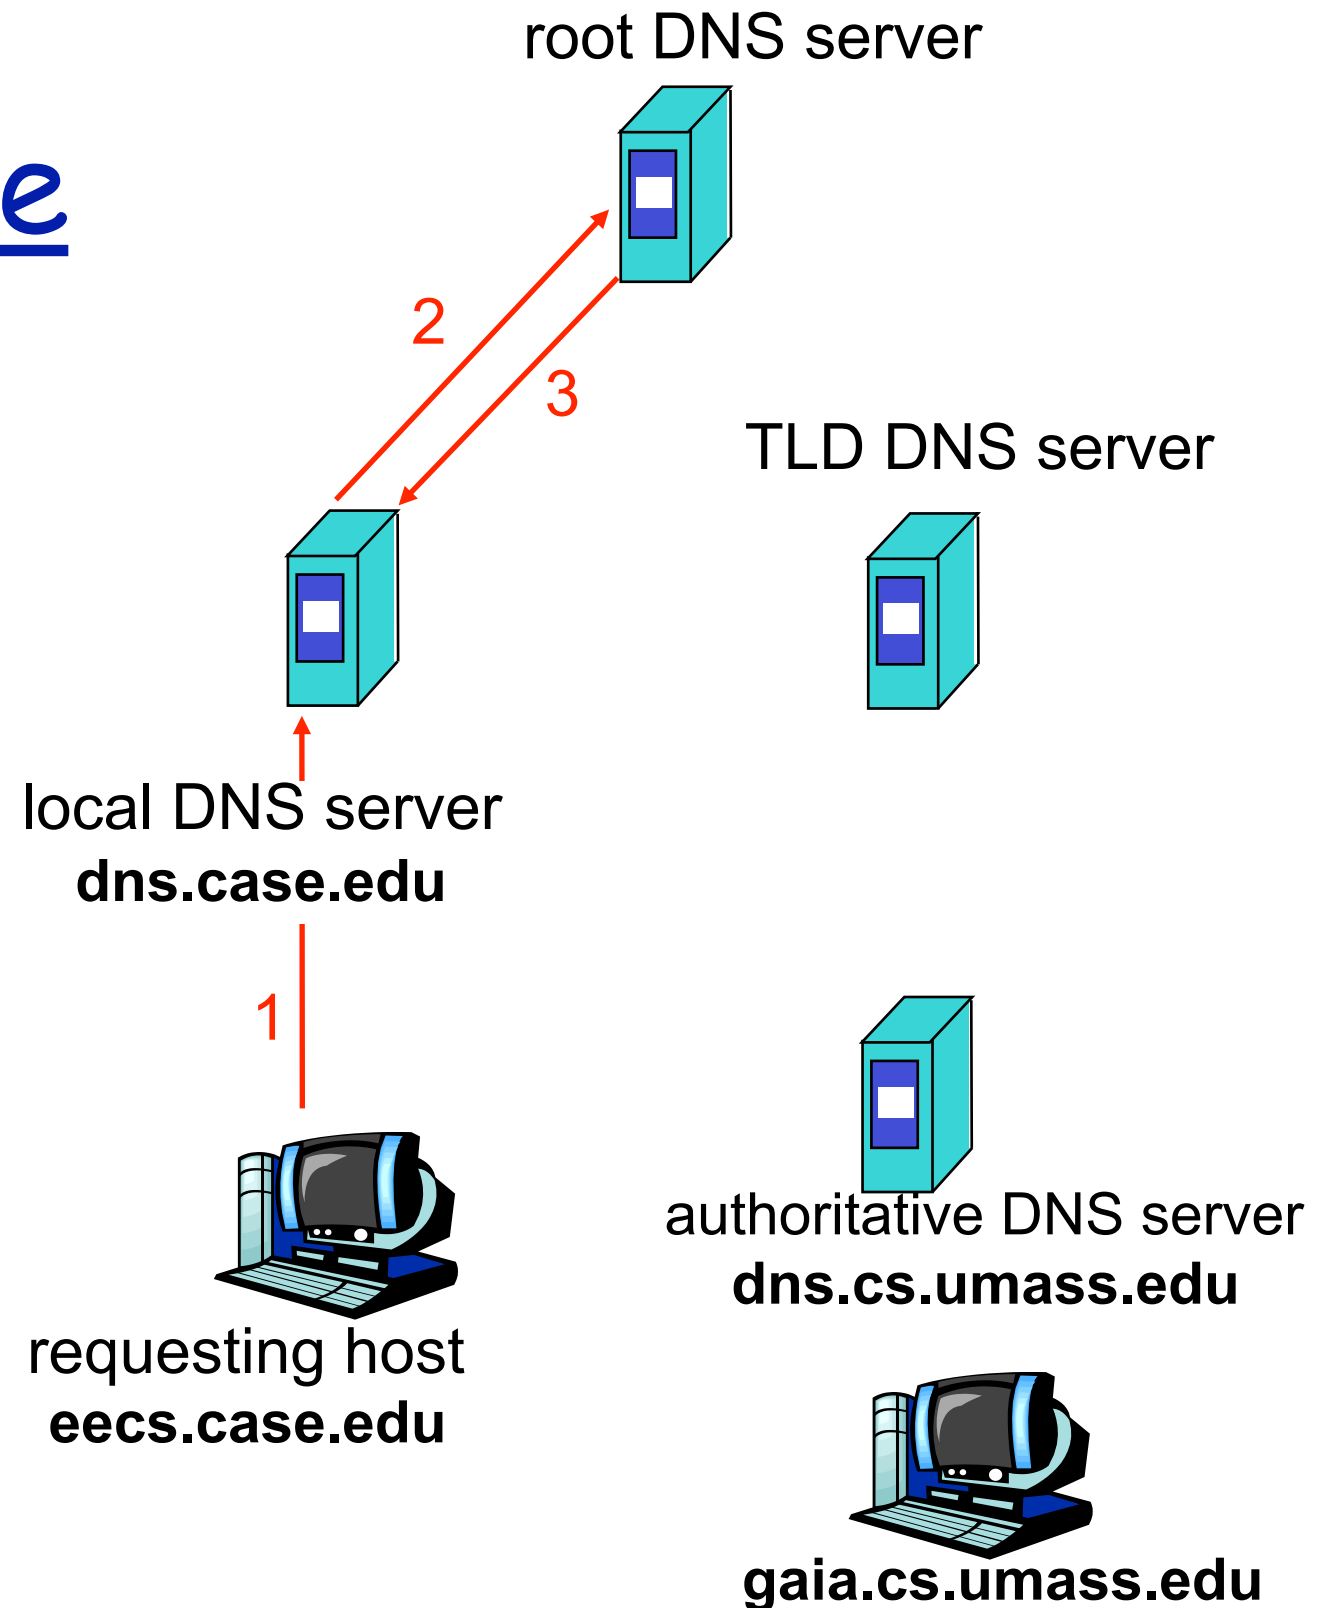 root DNS server
e
2
3
TLD DNS server
local DNS server
dns.case.edu
1
authoritative DNS server
dns.cs.umass.edu
requesting host
eecs.case.edu
gaia.cs.umass.edu